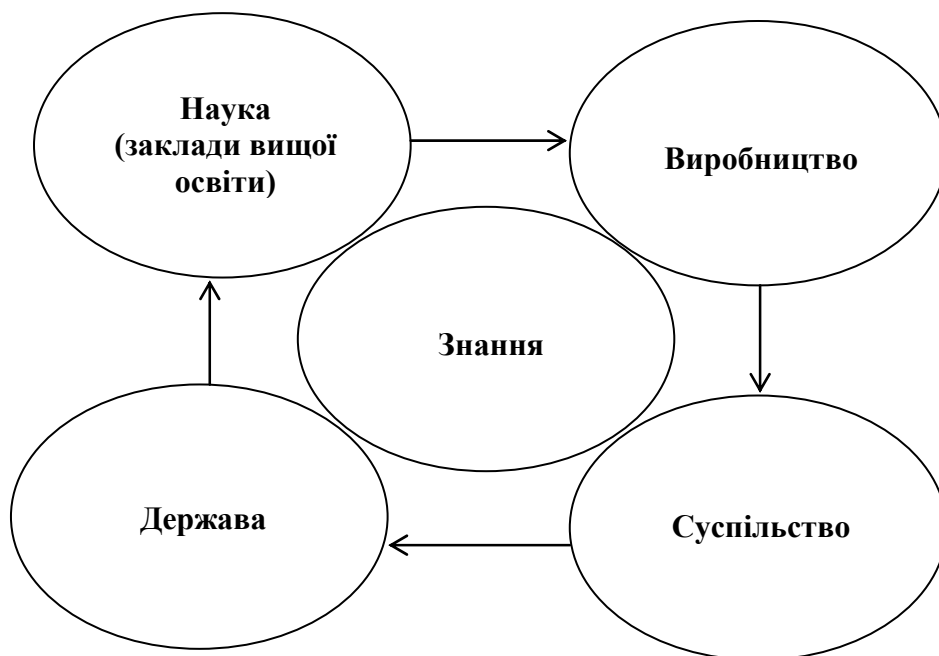 Наука
(заклади вищої
освіти)
Виробництво
Знання
Держава
Суспільство